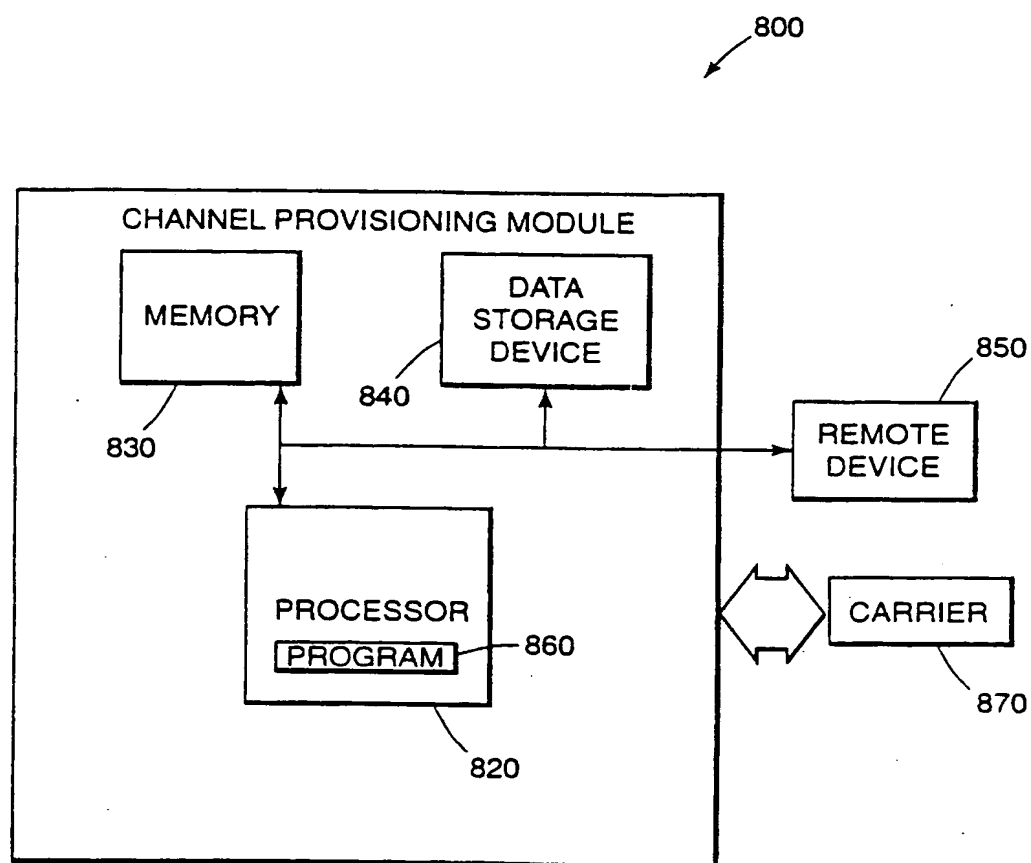 800
CHANNEL PROVISIONING MODULE
MEMORY
830
DATA
STORAGE
DEVICE
840
850
REMOTE
DEVICE
PROCESSOR
PROGRAM
860
820
CARRIER
870